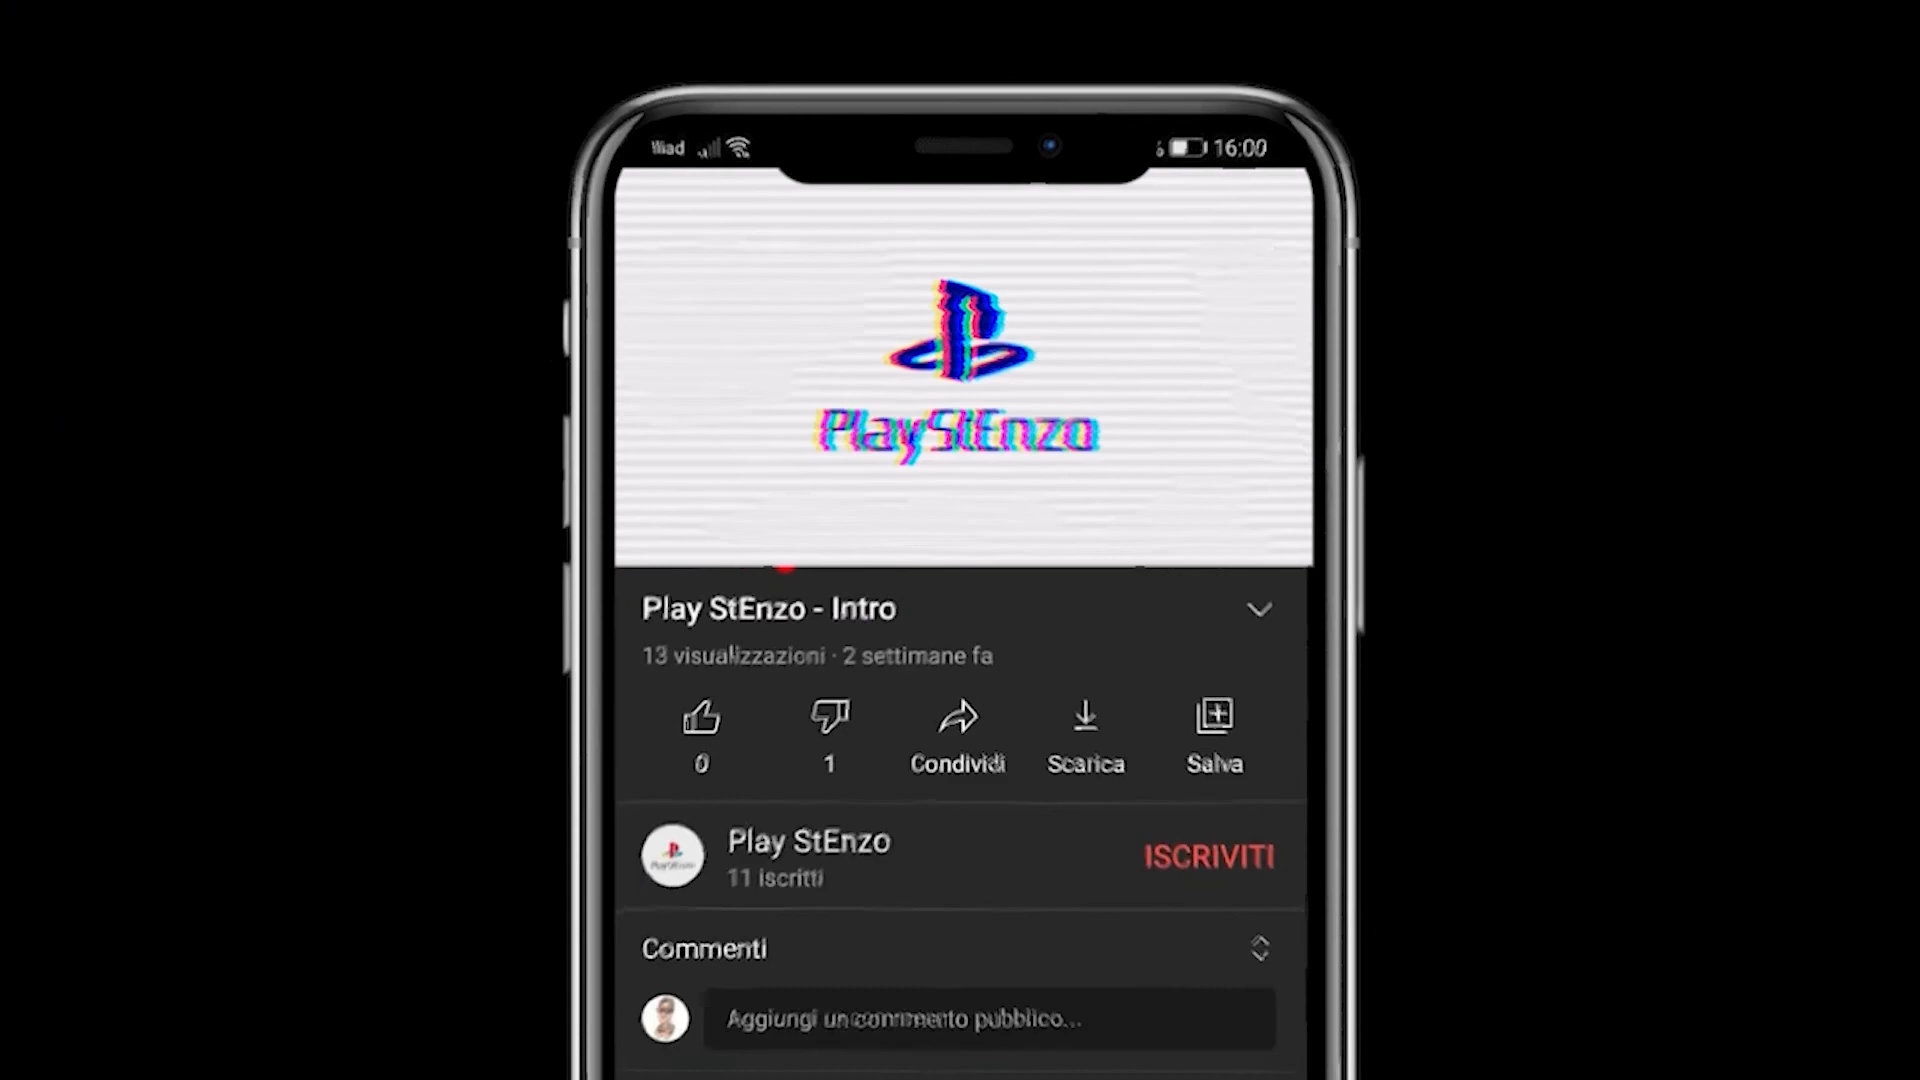 Iliad 16:00
PlayStEnzo
Play StEnzo - Intro
13 visualizzazioni · 2 settimane fa
0 1 Condividi Scarica Salva
Play StEnzo ISCRIVITI
11 iscritti
Commenti
Aggiungi un commento pubblico...